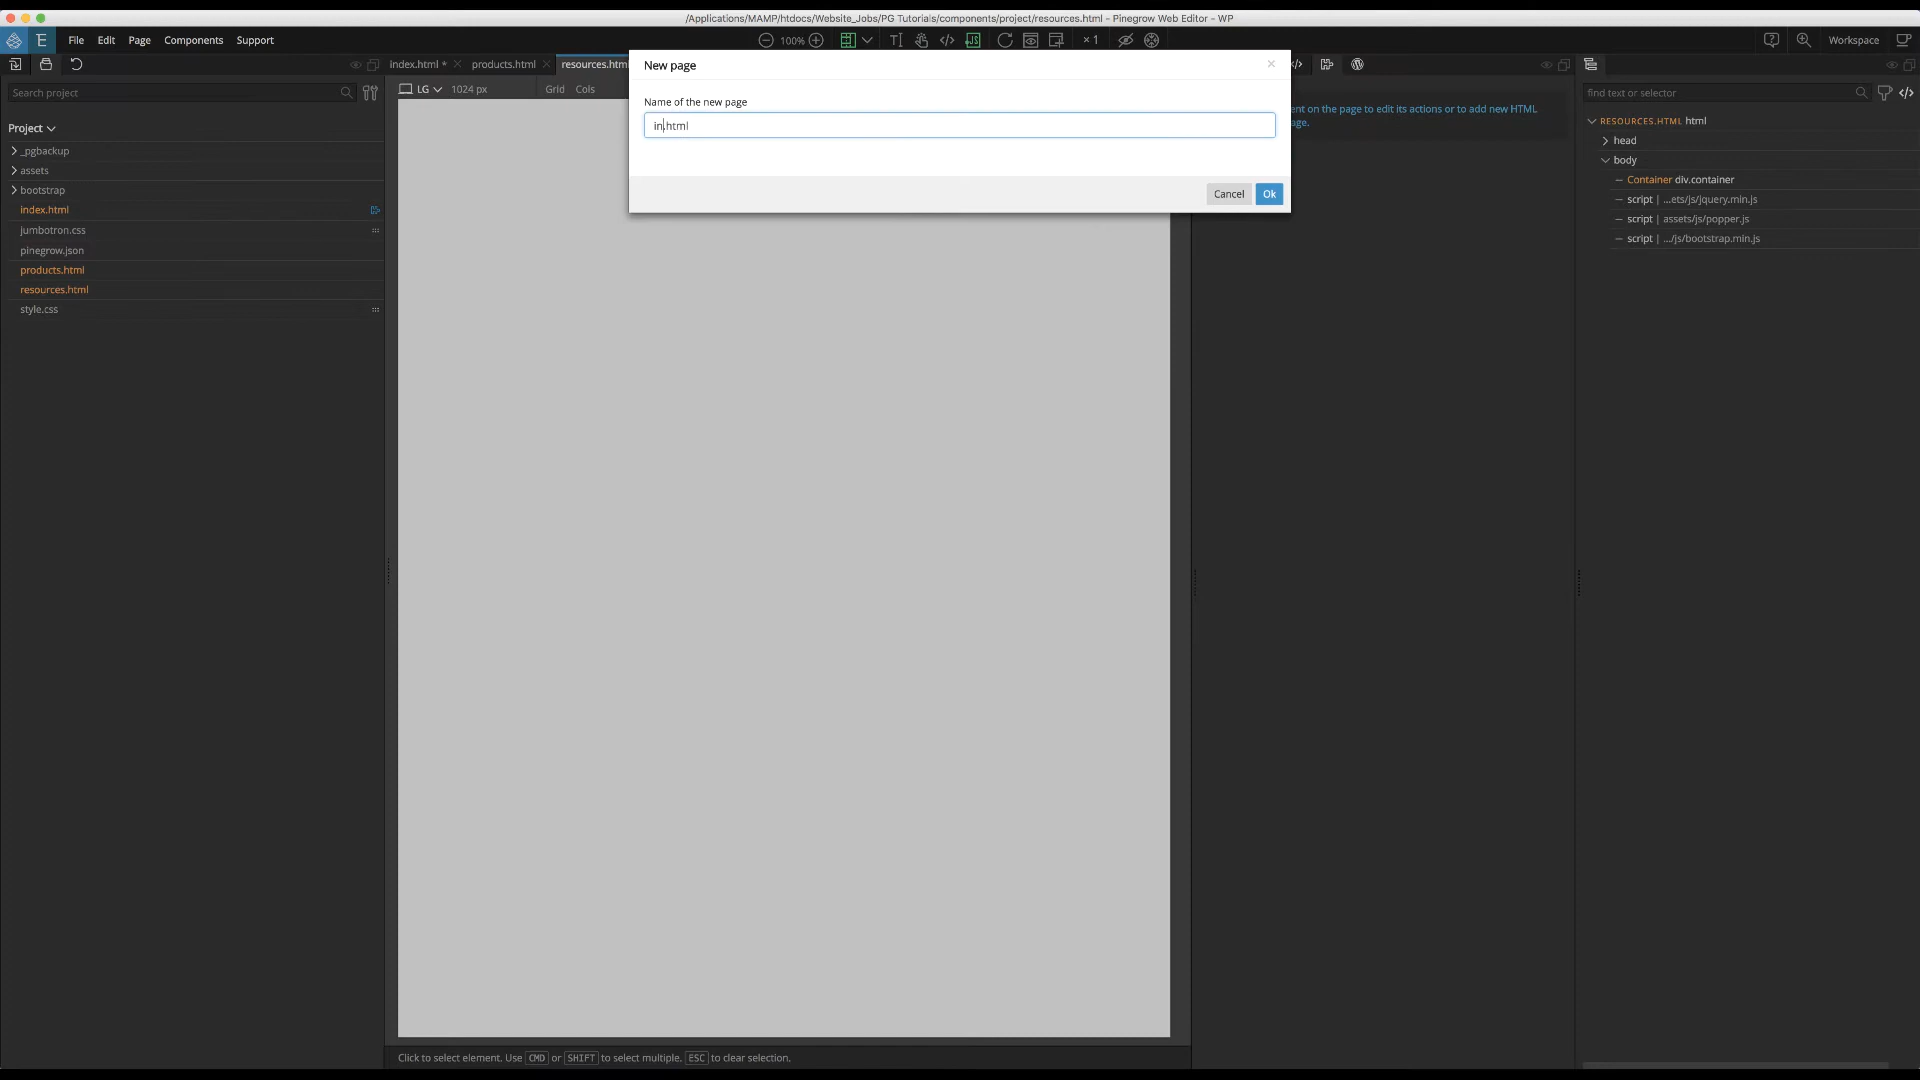 /Applications/MAMP/htdocs/Website_Jobs/PG Tutorials/components/project/resources.html - Pinegrow Web Editor - WP
File Edit Page Components Support
100%
JS
× 1
Workspace
index.html * products.html resources.html
New page
LG 1024 px Grid Cols
Search project
Project
_pgbackup
assets
bootstrap
index.html
jumbotron.css
pinegrow.json
products.html
resources.html
style.css
Name of the new page
in.html
Cancel Ok
ent on the page to edit its actions or to add new HTML
age.
find text or selector
RESOURCES.HTML html
head
body
Container div.container
script | ...ets/js/jquery.min.js
script | assets/js/popper.js
script | .../js/bootstrap.min.js
Click to select element. Use CMD or SHIFT to select multiple. ESC to clear selection.